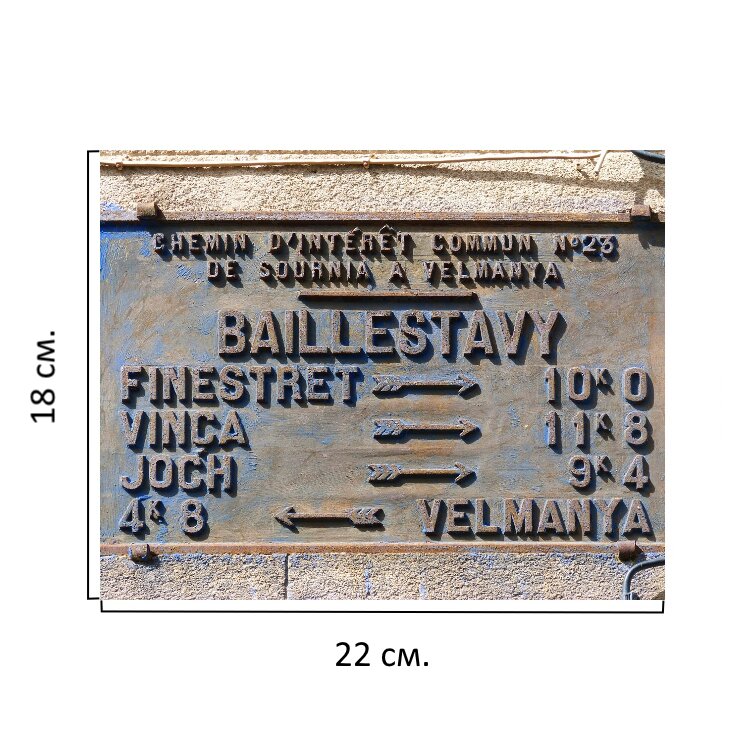 CHEMIN D'INTÉRÊT COMMUN Nº23
DE SOURNIA A VELMANYA
BAILLESTAVY
FINESTRET 10K 0
VINÇA 11K 8
JOCH 9K 4
4K 8 VELMANYA
18 см.
22 см.